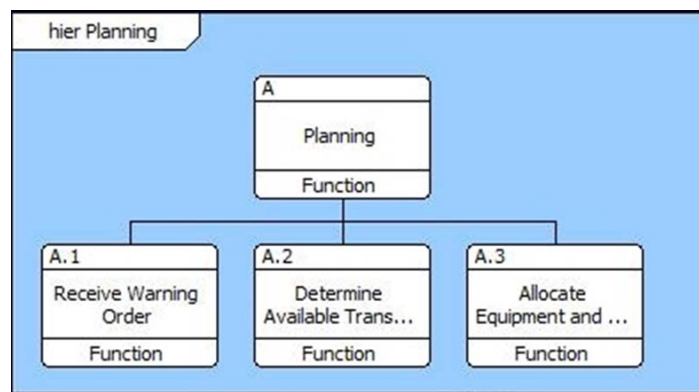 hier Planning
A
Planning
Function
A.1
Receive Warning
Order
Function
A.2
Determine
Available Trans...
Function
A.3
Allocate
Equipment and ...
Function